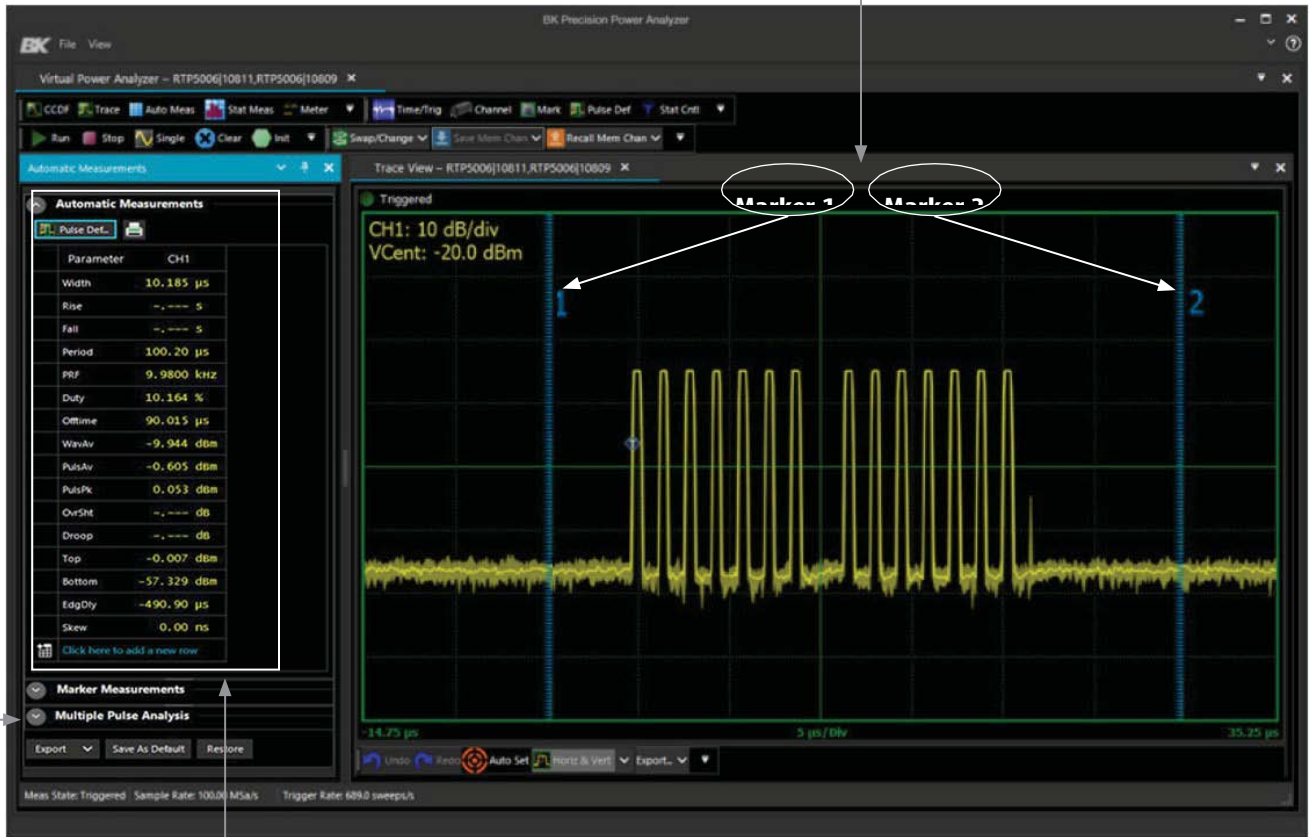 BK Precision Power Analyzer
BK File View
Virtual Power Analyzer – RTP5006|10811,RTP5006|10809
CCDF Trace Auto Meas Stat Meas Meter Time/Trig Channel Mark Pulse Def Stat Cntl
Run Stop Single Clear Init Swap/Change Save Mem Chan Recall Mem Chan
Automatic Measurements
Trace View – RTP5006|10811,RTP5006|10809
Automatic Measurements
Pulse Def..
Parameter CH1
Width 10.185 µs
Rise -.--- s
Fall -.--- s
Period 100.20 µs
PRF 9.9800 kHz
Duty 10.164 %
Offtime 90.015 µs
WavAv -9.944 dBm
PulsAv -0.605 dBm
PulsPk 0.053 dBm
OvrSht -.--- dB
Droop -.--- dB
Top -0.007 dBm
Bottom -57.329 dBm
EdgDly -490.90 µs
Skew 0.00 ns
Click here to add a new row
Marker Measurements
Multiple Pulse Analysis
Export Save As Default Restore
Triggered
Marker 1 Marker 2
CH1: 10 dB/div
VCent: -20.0 dBm
1 2
-14.75 µs 5 µs/Div 35.25 µs
Undo Redo Auto Set Horiz & Vert Export..
Meas State: Triggered Sample Rate: 100.00 MSa/s Trigger Rate: 689.0 sweeps/s